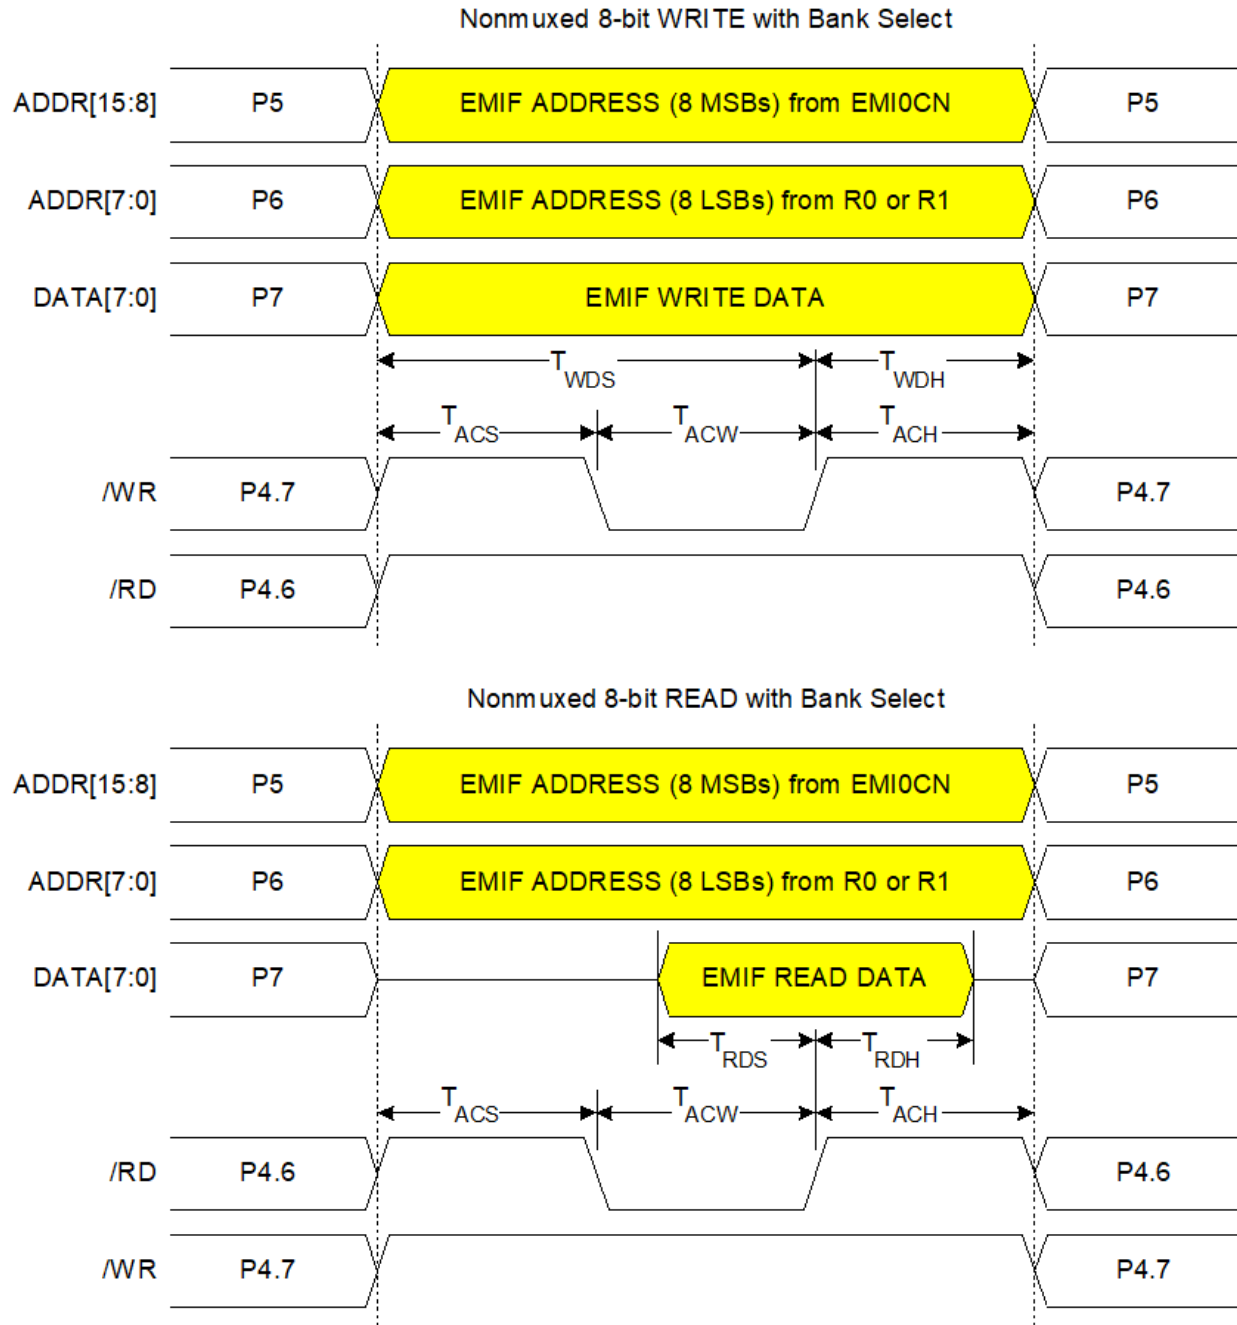 Nonmuxed 8-bit WRITE with Bank Select
ADDR[15:8] P5 EMIF ADDRESS (8 MSBs) from EMI0CN P5
ADDR[7:0] P6 EMIF ADDRESS (8 LSBs) from R0 or R1 P6
DATA[7:0] P7 EMIF WRITE DATA P7
TWDS TWDH
TACS TACW TACH
/WR P4.7 P4.7
/RD P4.6 P4.6
Nonmuxed 8-bit READ with Bank Select
ADDR[15:8] P5 EMIF ADDRESS (8 MSBs) from EMI0CN P5
ADDR[7:0] P6 EMIF ADDRESS (8 LSBs) from R0 or R1 P6
DATA[7:0] P7 EMIF READ DATA P7
TRDS TRDH
TACS TACW TACH
/RD P4.6 P4.6
/WR P4.7 P4.7